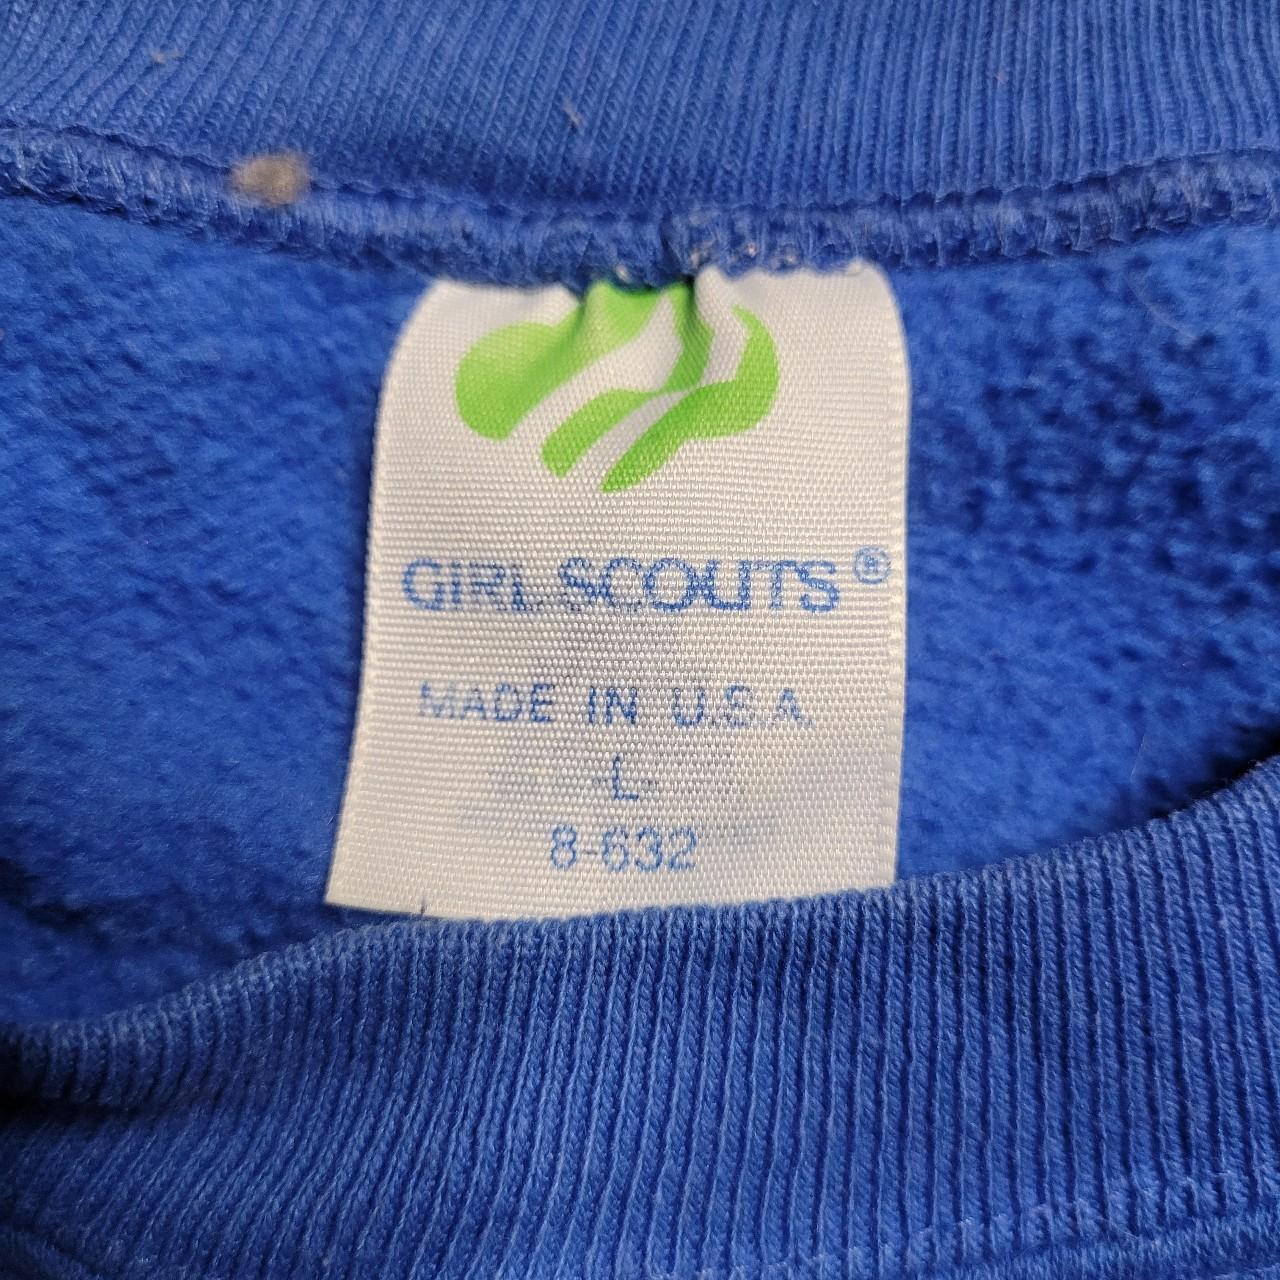 GIRL SCOUTS®
MADE IN U.S.A.
-L-
8-632